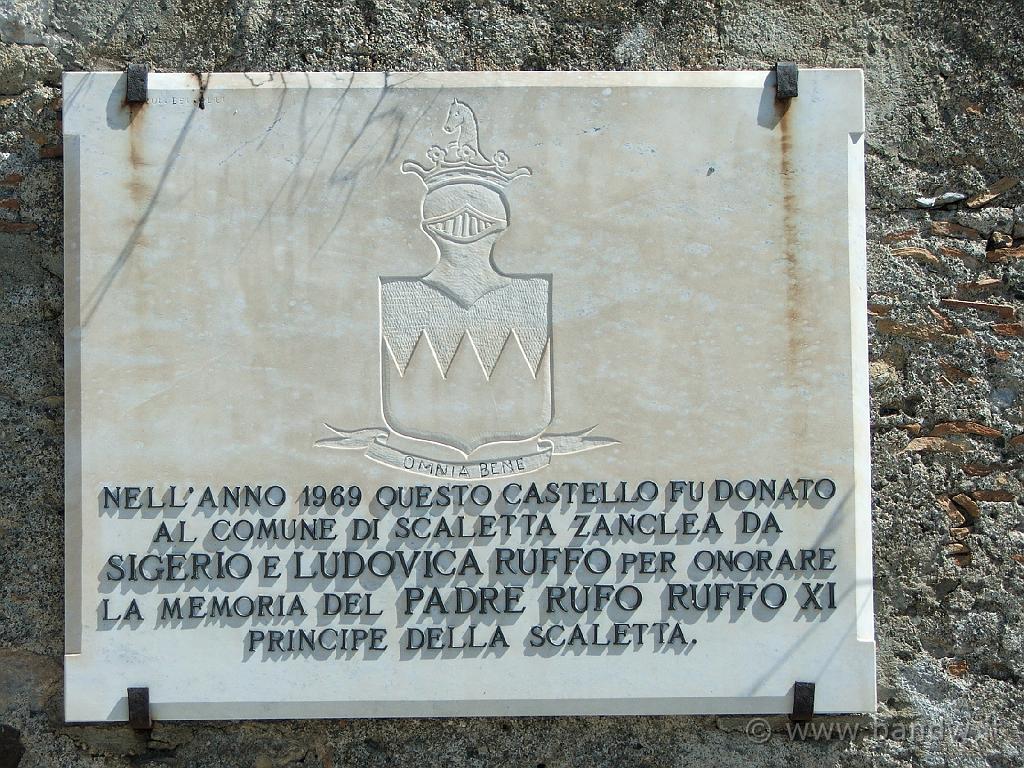 OMNIA BENE
NELL'ANNO 1969 QUESTO CASTELLO FU DONATO
AL COMUNE DI SCALETTA ZANCLEA DA
SIGERIO E LUDOVICA RUFFO PER ONORARE
LA MEMORIA DEL PADRE RUFO RUFFO XI
PRINCIPE DELLA SCALETTA.